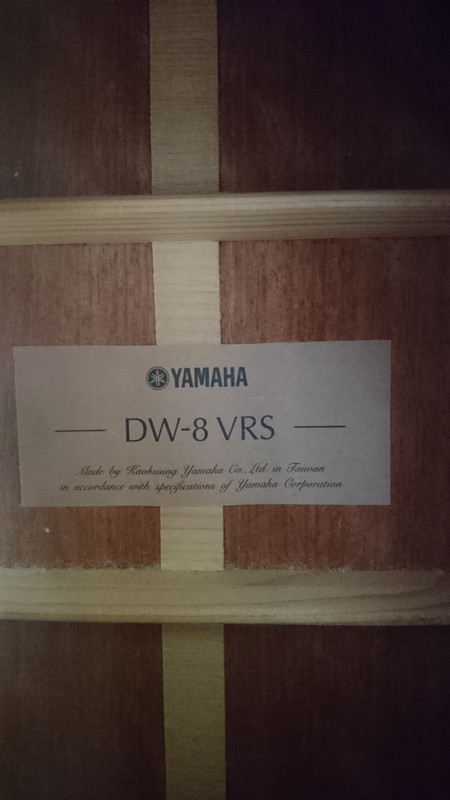 YAMAHA
DW-8 VRS
Made by Kaohsiung Yamaha Co., Ltd. in Taiwan
in accordance with specifications of Yamaha Corporation